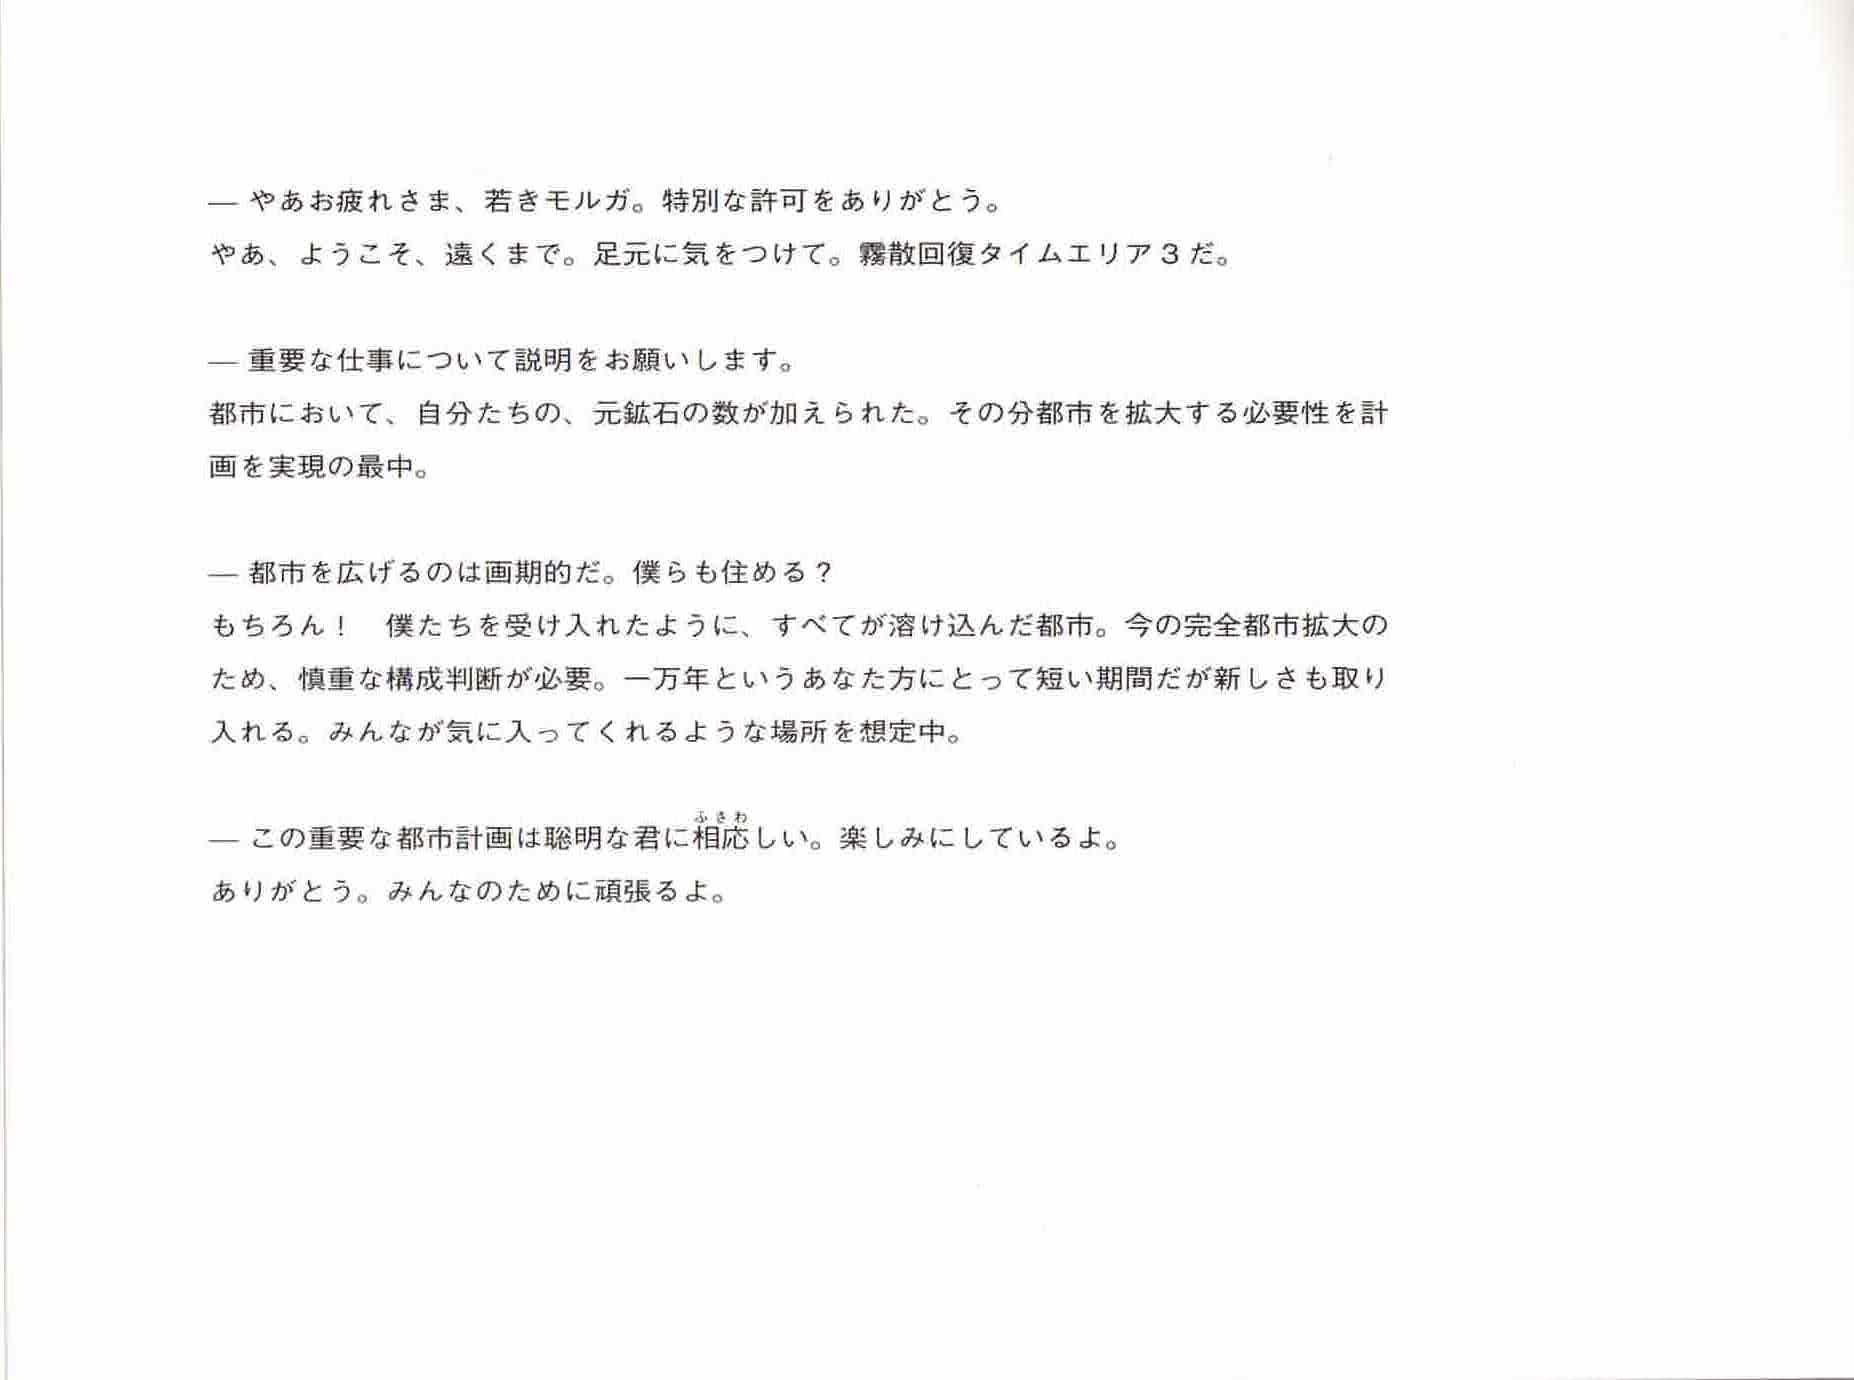 — やあお疲れさま、若きモルガ。特別な許可をありがとう。
やあ、ようこそ、遠くまで。足元に気をつけて。霧散回復タイムエリア3だ。
— 重要な仕事について説明をお願いします。
都市において、自分たちの、元鉱石の数が加えられた。その分都市を拡大する必要性を計
画を実現の最中。
— 都市を広げるのは画期的だ。僕らも住める?
もちろん!　僕たちを受け入れたように、すべてが溶け込んだ都市。今の完全都市拡大の
ため、慎重な構成判断が必要。一万年というあなた方にとって短い期間だが新しさも取り
入れる。みんなが気に入ってくれるような場所を想定中。
ふさわ
— この重要な都市計画は聡明な君に相応しい。楽しみにしているよ。
ありがとう。みんなのために頑張るよ。